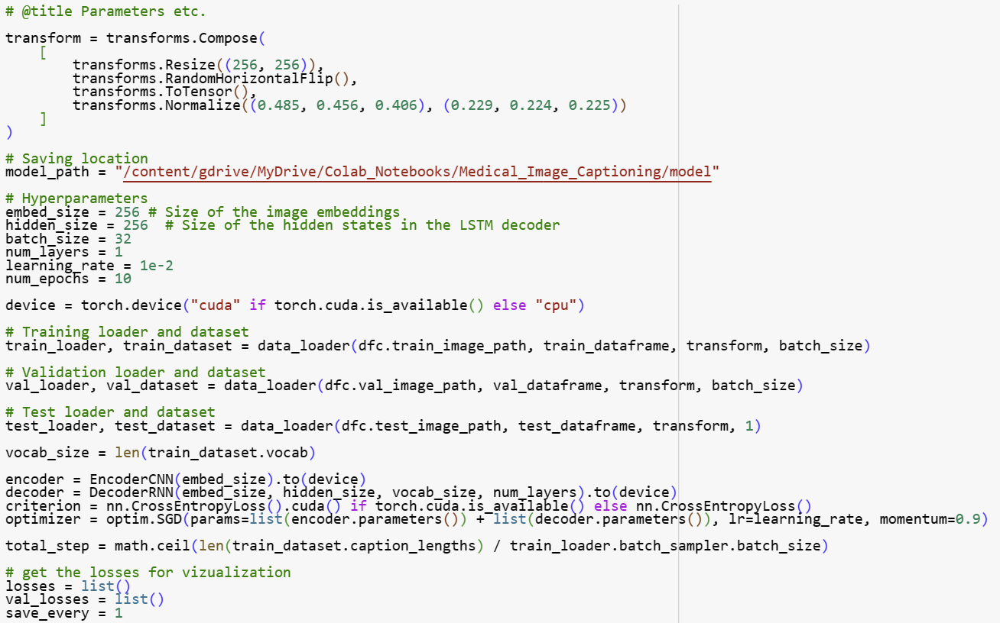 # @title Parameters etc.
transform = transforms.Compose(
    [
        transforms.Resize((256, 256)),
        transforms.RandomHorizontalFlip(),
        transforms.ToTensor(),
        transforms.Normalize((0.485, 0.456, 0.406), (0.229, 0.224, 0.225))
    ]
)
# Saving location
model_path = "/content/gdrive/MyDrive/Colab_Notebooks/Medical_Image_Captioning/model"
# Hyperparameters
embed_size = 256 # Size of the image embeddings
hidden_size = 256  # Size of the hidden states in the LSTM decoder
batch_size = 32
num_layers = 1
learning_rate = 1e-2
num_epochs = 10
device = torch.device("cuda" if torch.cuda.is_available() else "cpu")
# Training loader and dataset
train_loader, train_dataset = data_loader(dfc.train_image_path, train_dataframe, transform, batch_size)
# Validation loader and dataset
val_loader, val_dataset = data_loader(dfc.val_image_path, val_dataframe, transform, batch_size)
# Test loader and dataset
test_loader, test_dataset = data_loader(dfc.test_image_path, test_dataframe, transform, 1)
vocab_size = len(train_dataset.vocab)
encoder = EncoderCNN(embed_size).to(device)
decoder = DecoderRNN(embed_size, hidden_size, vocab_size, num_layers).to(device)
criterion = nn.CrossEntropyLoss().cuda() if torch.cuda.is_available() else nn.CrossEntropyLoss()
optimizer = optim.SGD(params=list(encoder.parameters()) + list(decoder.parameters()), lr=learning_rate, momentum=0.9)
total_step = math.ceil(len(train_dataset.caption_lengths) / train_loader.batch_sampler.batch_size)
# get the losses for vizualization
losses = list()
val_losses = list()
save_every = 1